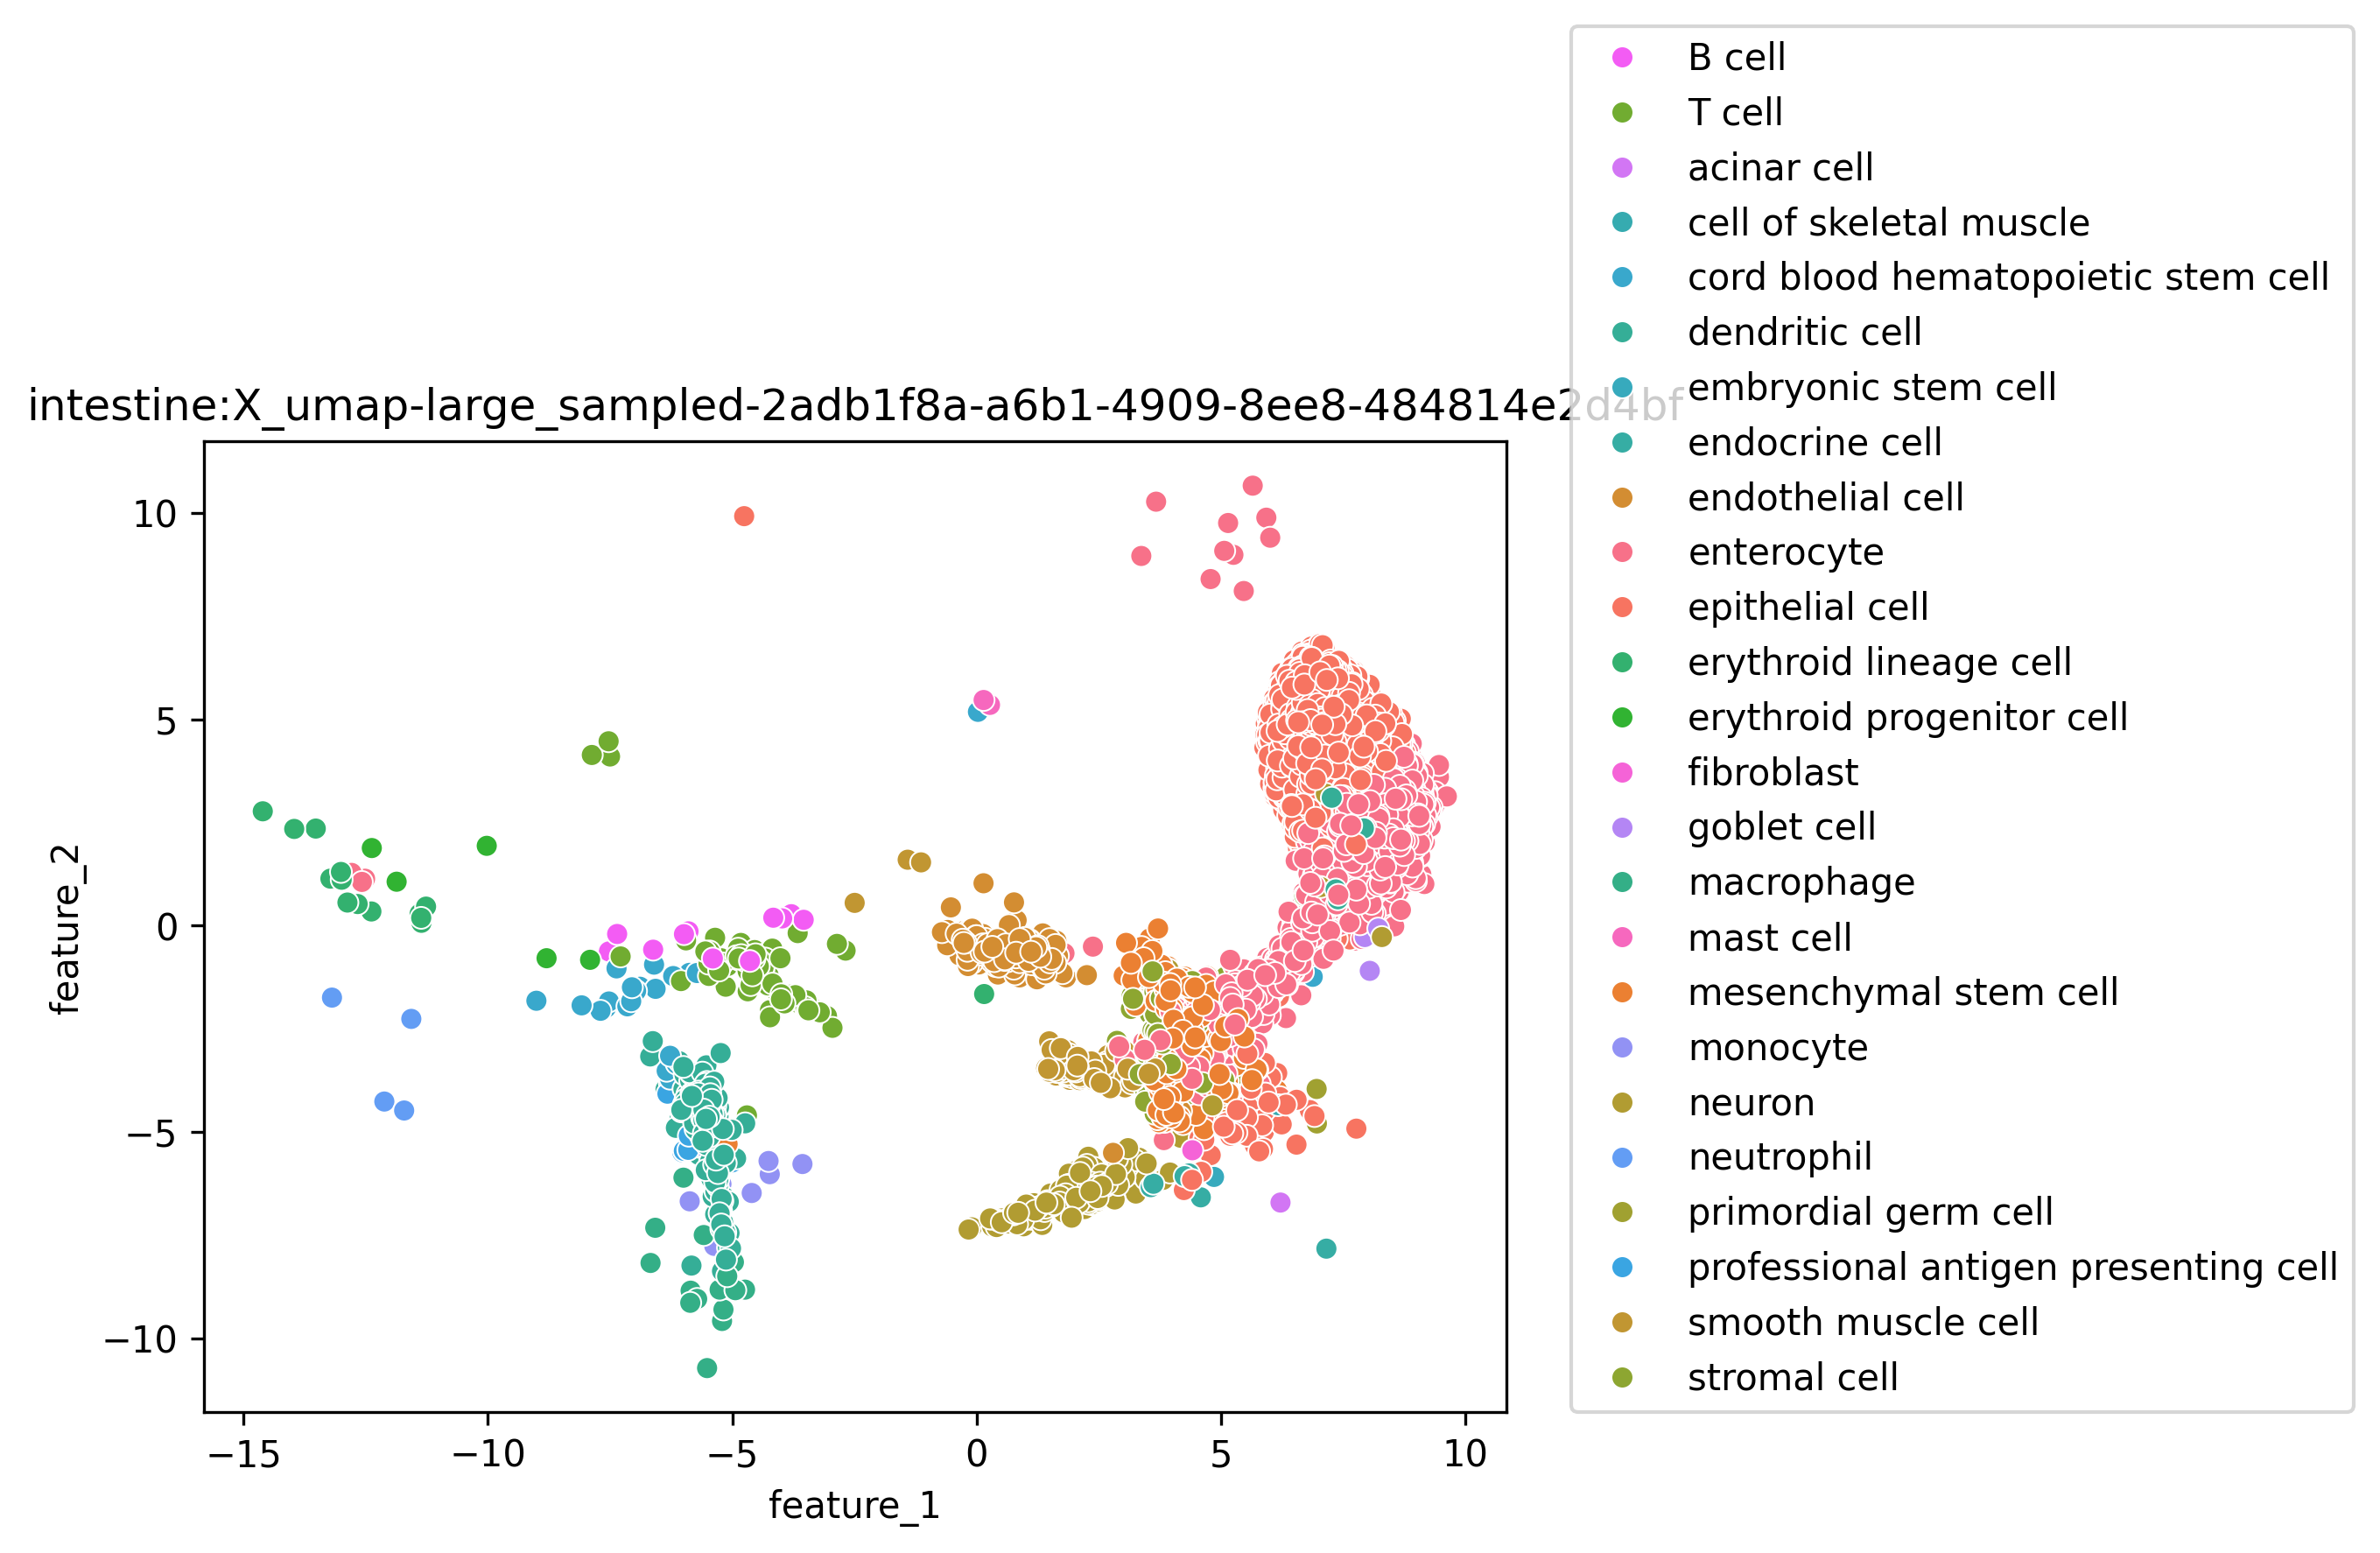 intestine:X_umap-large_sampled-2adb1f8a-a6b1-4909-8ee8-484814e2d4bf
B cell
T cell
acinar cell
cell of skeletal muscle
cord blood hematopoietic stem cell
dendritic cell
embryonic stem cell
endocrine cell
endothelial cell
enterocyte
epithelial cell
erythroid lineage cell
erythroid progenitor cell
fibroblast
goblet cell
macrophage
mast cell
mesenchymal stem cell
monocyte
neuron
neutrophil
primordial germ cell
professional antigen presenting cell
smooth muscle cell
stromal cell
feature_2
10
5
0
−5
−10
−15
−10
−5
0
5
10
feature_1